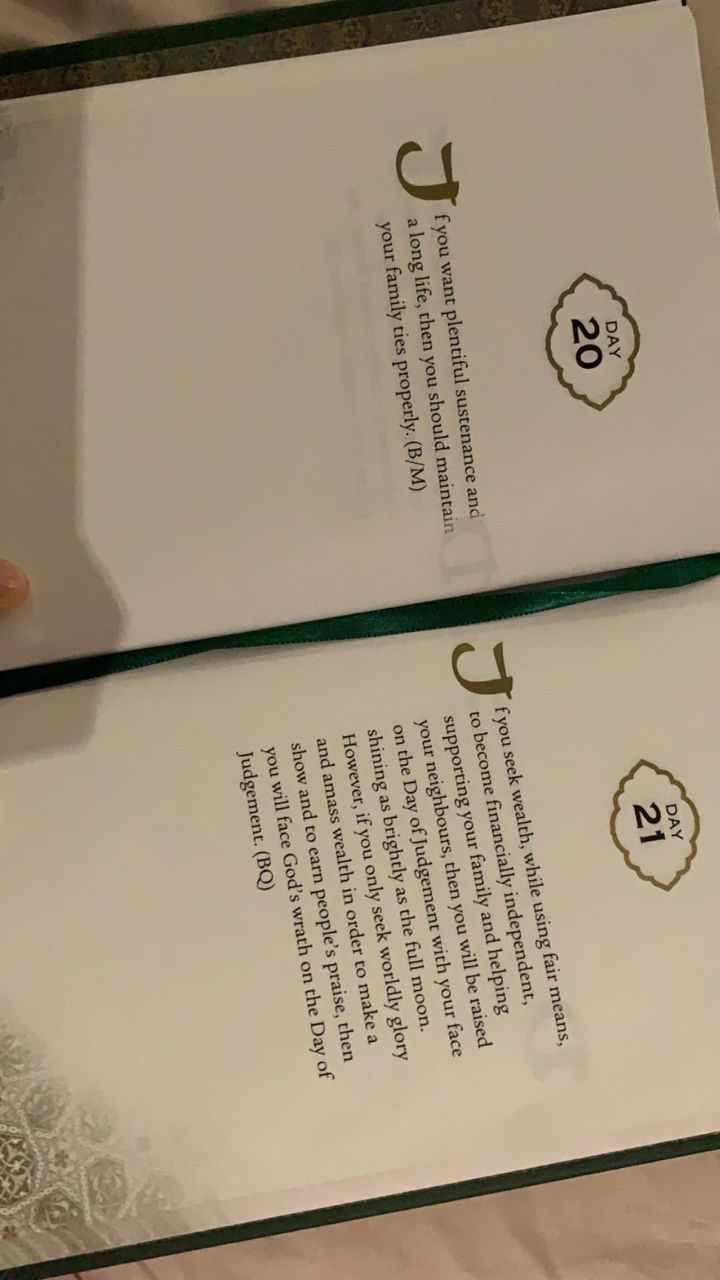 DAY
20
If you want plentiful sustenance and
a long life, then you should maintain
your family ties properly. (B/M)
DAY
21
If you seek wealth, while using fair means,
to become financially independent,
supporting your family and helping
your neighbours, then you will be raised
on the Day of Judgement with your face
shining as brightly as the full moon.
However, if you only seek worldly glory
and amass wealth in order to make a
show and to earn people's praise, then
you will face God's wrath on the Day of
Judgement. (BQ)